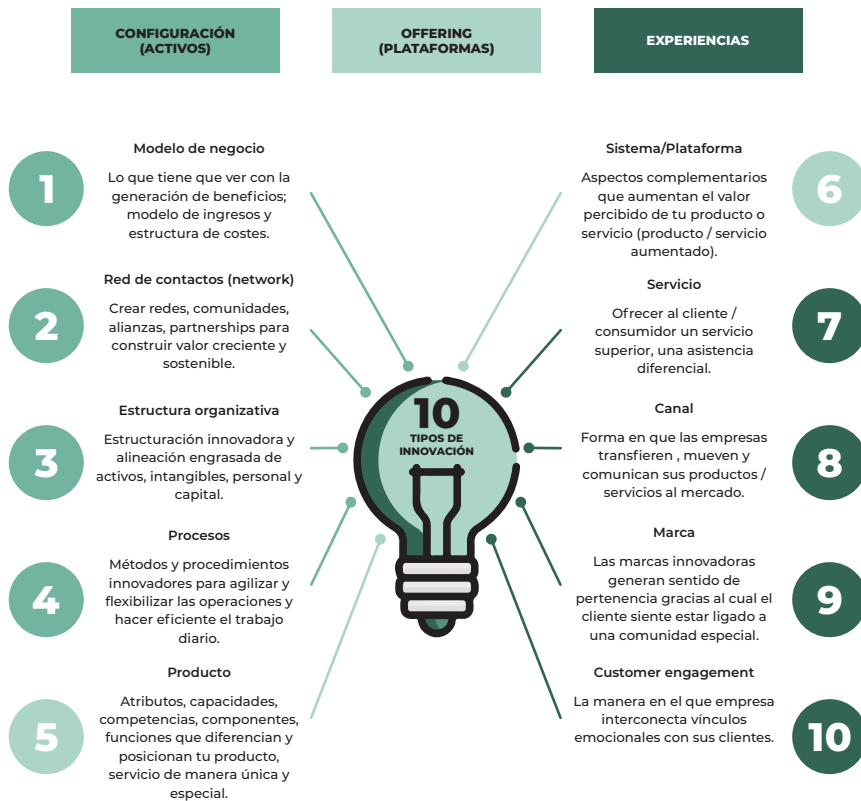 CONFIGURACIÓN
(ACTIVOS)
OFFERING
(PLATAFORMAS)
EXPERIENCIAS
1
Modelo de negocio
Lo que tiene que ver con la
generación de beneficios;
modelo de ingresos y
estructura de costes.
2
Red de contactos (network)
Crear redes, comunidades,
alianzas, partnerships para
construir valor creciente y
sostenible.
3
Estructura organizativa
Estructuración innovadora y
alineación engrasada de
activos, intangibles, personal y
capital.
4
Procesos
Métodos y procedimientos
innovadores para agilizar y
flexibilizar las operaciones y
hacer eficiente el trabajo
diario.
5
Producto
Atributos, capacidades,
competencias, componentes,
funciones que diferencian y
posicionan tu producto,
servicio de manera única y
especial.
10
TIPOS DE
INNOVACIÓN
Sistema/Plataforma
Aspectos complementarios
que aumentan el valor
percibido de tu producto o
servicio (producto / servicio
aumentado).
6
Servicio
Ofrecer al cliente /
consumidor un servicio
superior, una asistencia
diferencial.
7
Canal
Forma en que las empresas
transfieren , mueven y
comunican sus productos /
servicios al mercado.
8
Marca
Las marcas innovadoras
generan sentido de
pertenencia gracias al cual el
cliente siente estar ligado a
una comunidad especial.
9
Customer engagement
La manera en el que empresa
interconecta vínculos
emocionales con sus clientes.
10